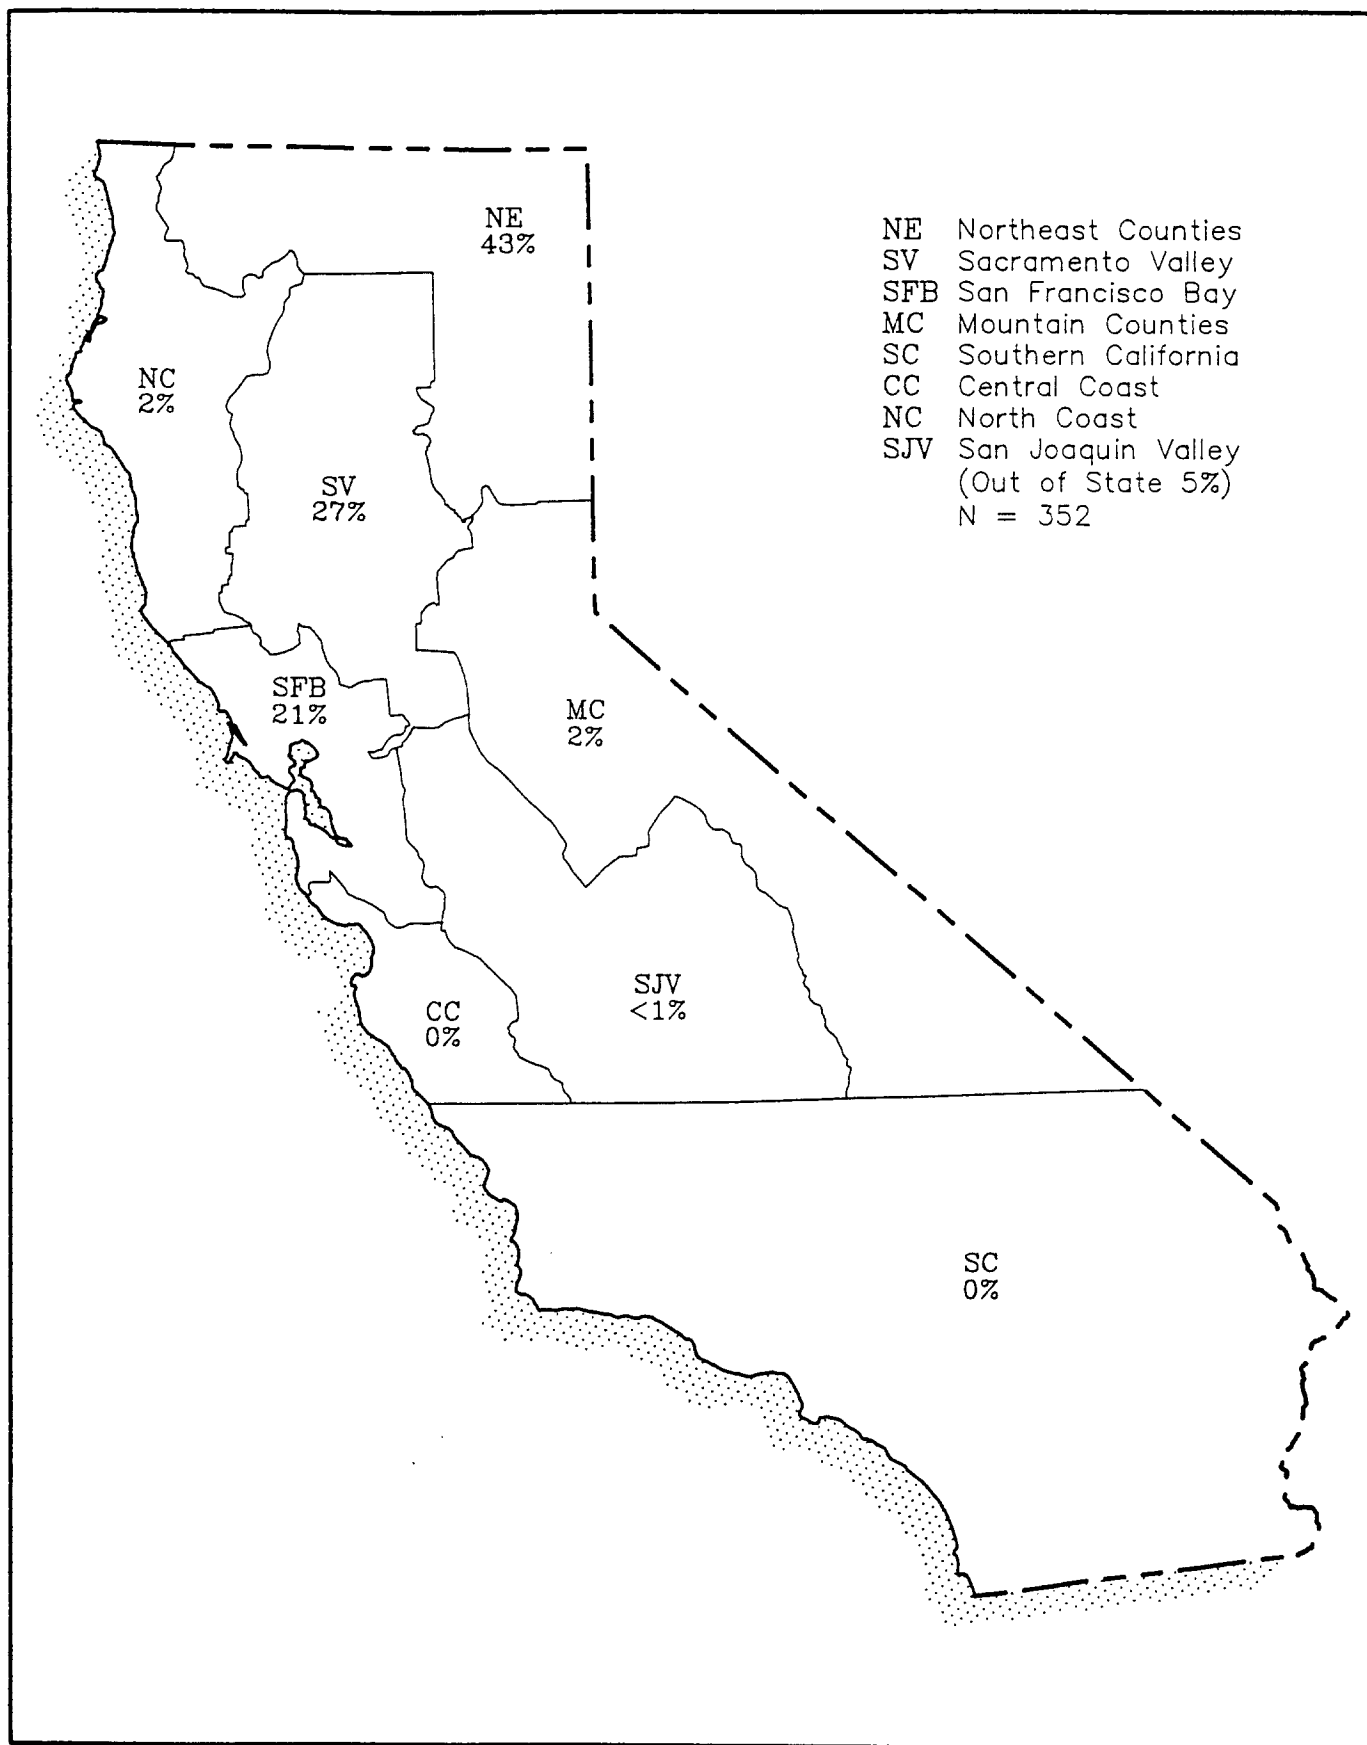 NE
43%
NE Northeast Counties
SV Sacramento Valley
SFB San Francisco Bay
MC Mountain Counties
SC Southern California
CC Central Coast
NC North Coast
SJV San Joaquin Valley
(Out of State 5%)
N = 352
NC
2%
SV
27%
SFB
21%
MC
2%
SJV
<1%
CC
0%
SC
0%